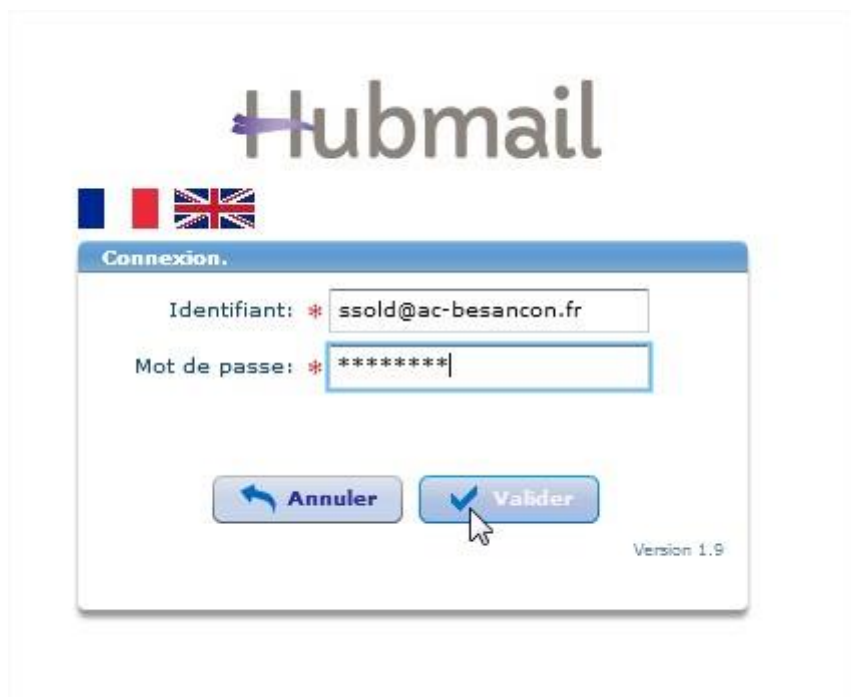 Hubmail
Connexion.
Identifiant: * ssold@ac-besancon.fr
Mot de passe: * ********
Annuler
Valider
Version 1.9